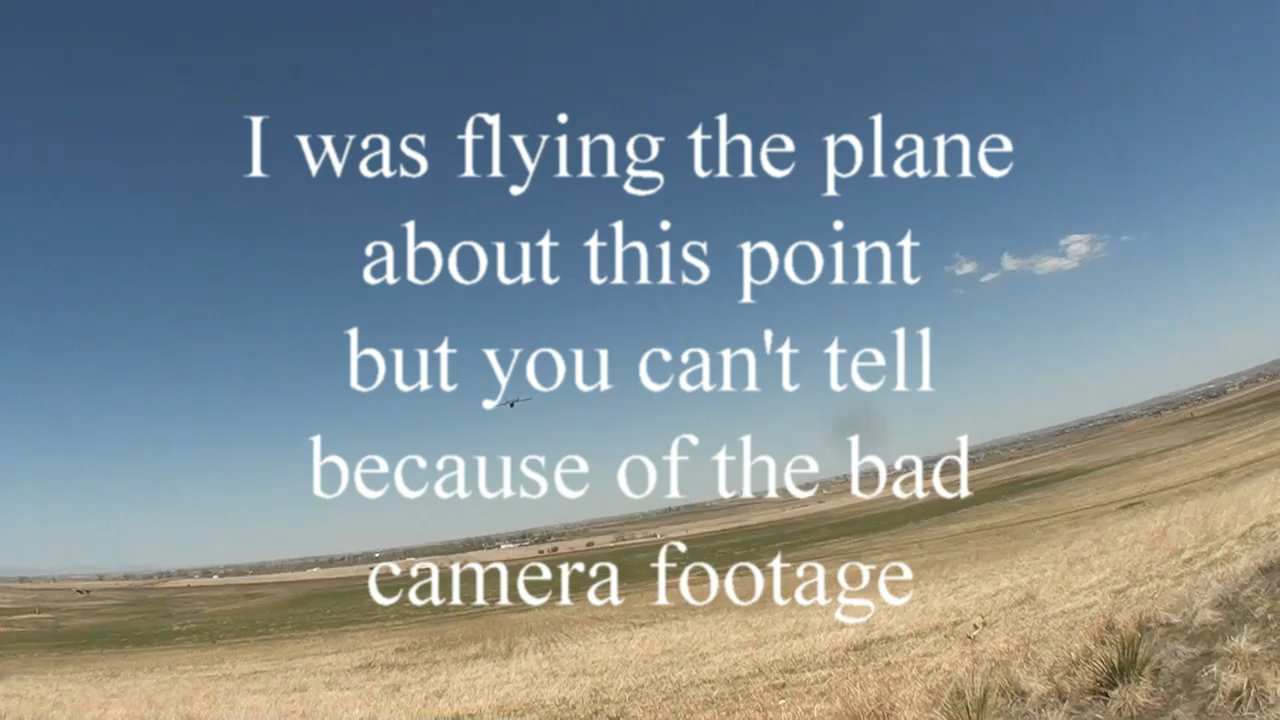 I was flying the plane
about this point
but you can't tell
because of the bad
camera footage